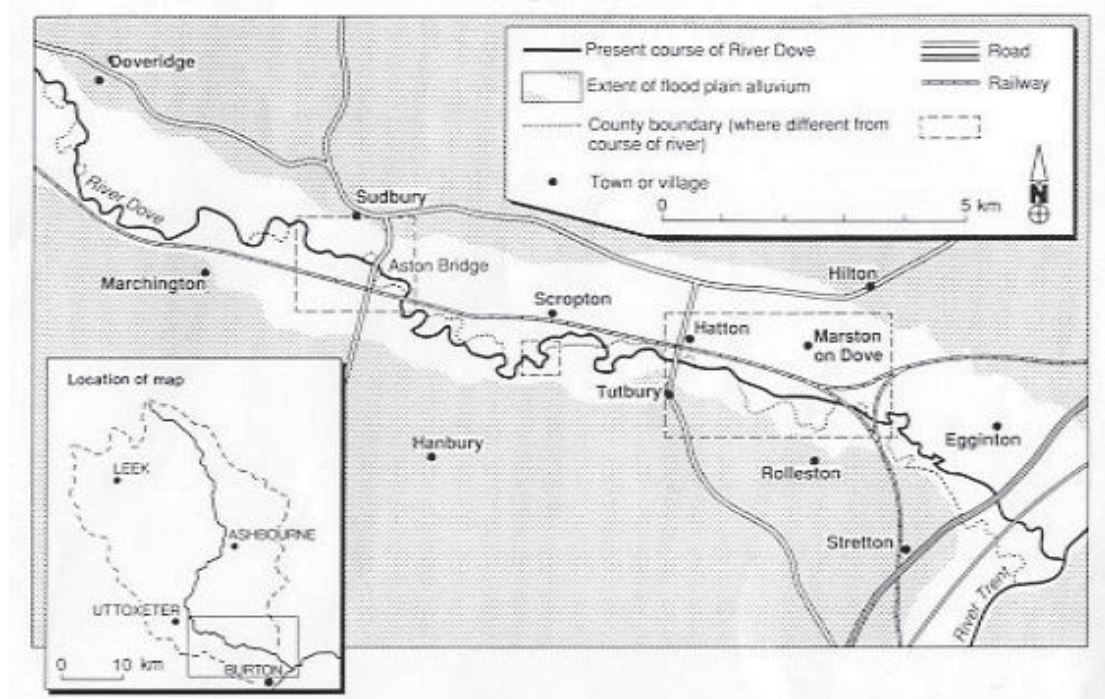 Doveridge
River Dove
Marchington
Sudbury
Aston Bridge
Scropton
Hatton
Marston
on Dove
Hilton
Tutbury
Hanbury
Rolleston
Egginton
Stretton
River Trent
Present course of River Dove
Extent of flood plain alluvium
County boundary (where different from
course of river)
Town or village
Road
Railway
N
0 5 km
Location of map
LEEK
ASHBOURNE
UTTOXETER
BURTON
0 10 km